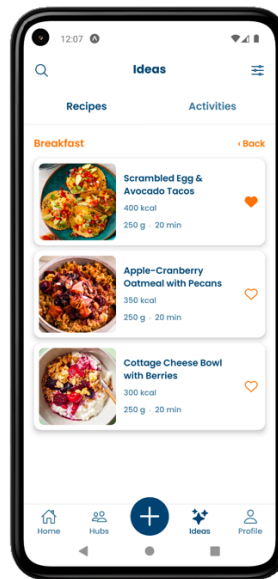 12:07
Ideas
Recipes
Activities
Breakfast
‹ Back
Scrambled Egg &
Avocado Tacos
400 kcal
250 g · 20 min
Apple-Cranberry
Oatmeal with Pecans
350 kcal
250 g · 20 min
Cottage Cheese Bowl
with Berries
300 kcal
250 g · 20 min
Home
Hubs
Ideas
Profile